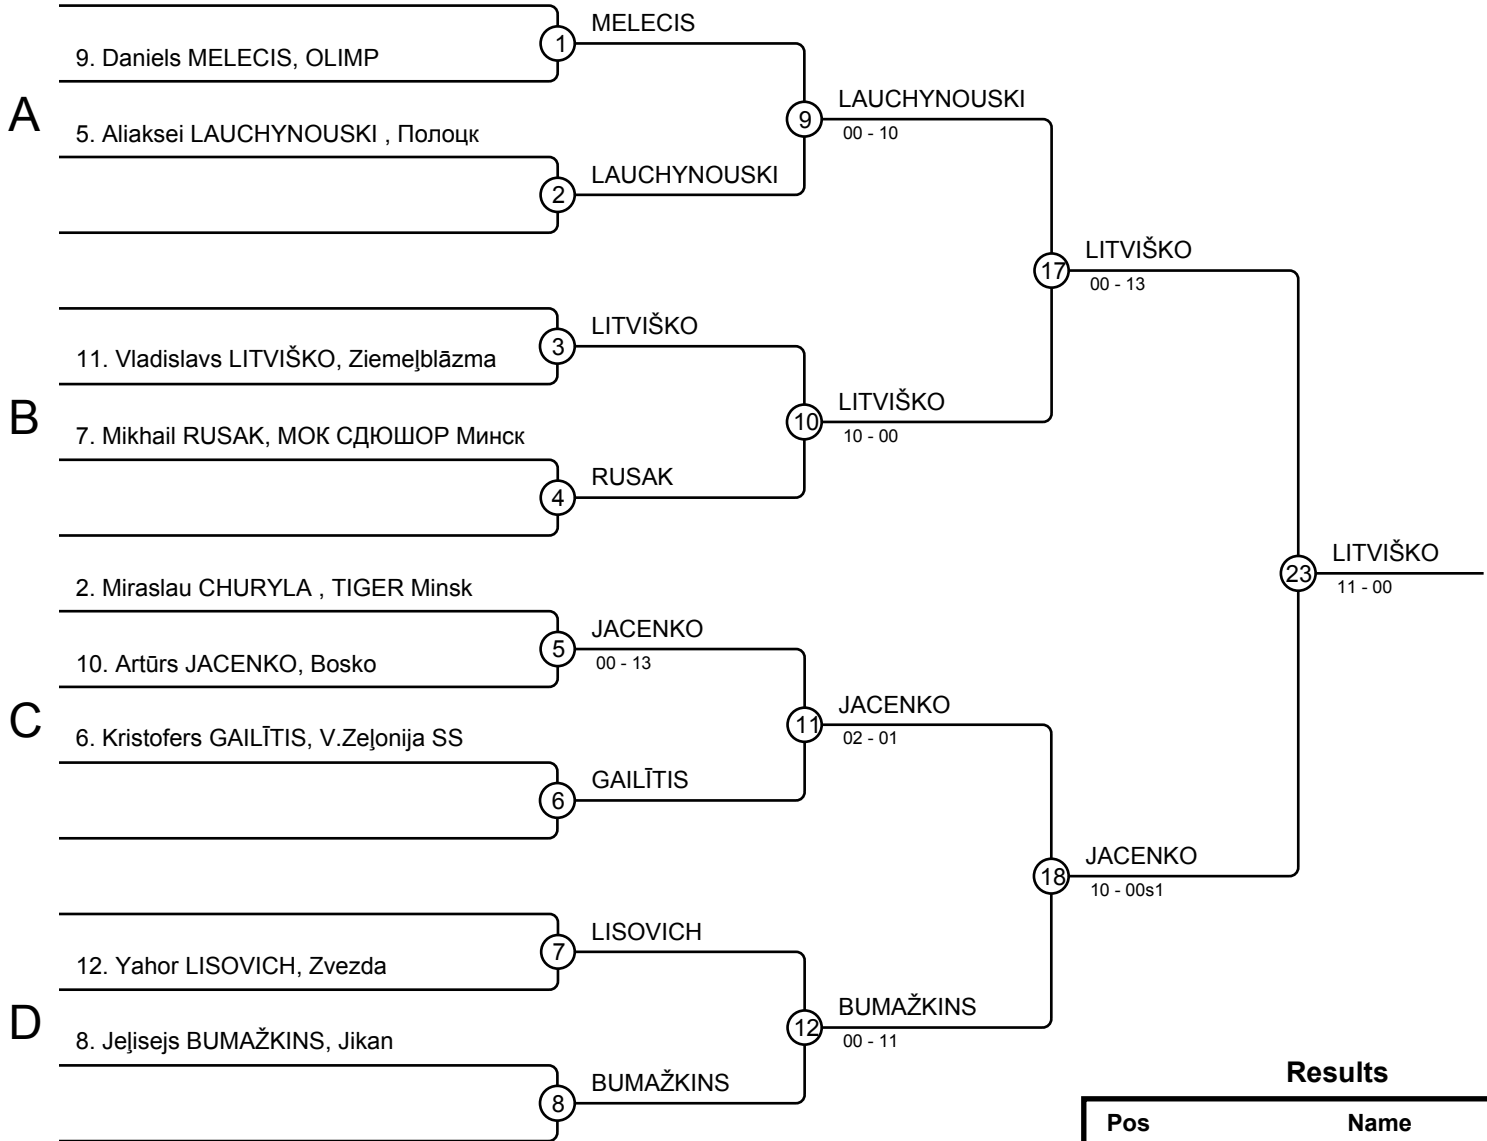 MELECIS
1
9. Daniels MELECIS, OLIMP
A
LAUCHYNOUSKI
9
00 - 10
5. Aliaksei LAUCHYNOUSKI , Полоцк
LAUCHYNOUSKI
2
LITVIŠKO
17
00 - 13
LITVIŠKO
3
11. Vladislavs LITVIŠKO, Ziemeļblāzma
B
LITVIŠKO
10
10 - 00
7. Mikhail RUSAK, МОК СДЮШОР Минск
RUSAK
4
LITVIŠKO
23
11 - 00
2. Miraslau CHURYLA , TIGER Minsk
JACENKO
5
00 - 13
10. Artūrs JACENKO, Bosko
C
JACENKO
11
02 - 01
6. Kristofers GAILĪTIS, V.Zeļonija SS
GAILĪTIS
6
JACENKO
18
10 - 00s1
LISOVICH
7
12. Yahor LISOVICH, Zvezda
D
BUMAŽKINS
12
00 - 11
8. Jeļisejs BUMAŽKINS, Jikan
BUMAŽKINS
8
Results
Pos Name